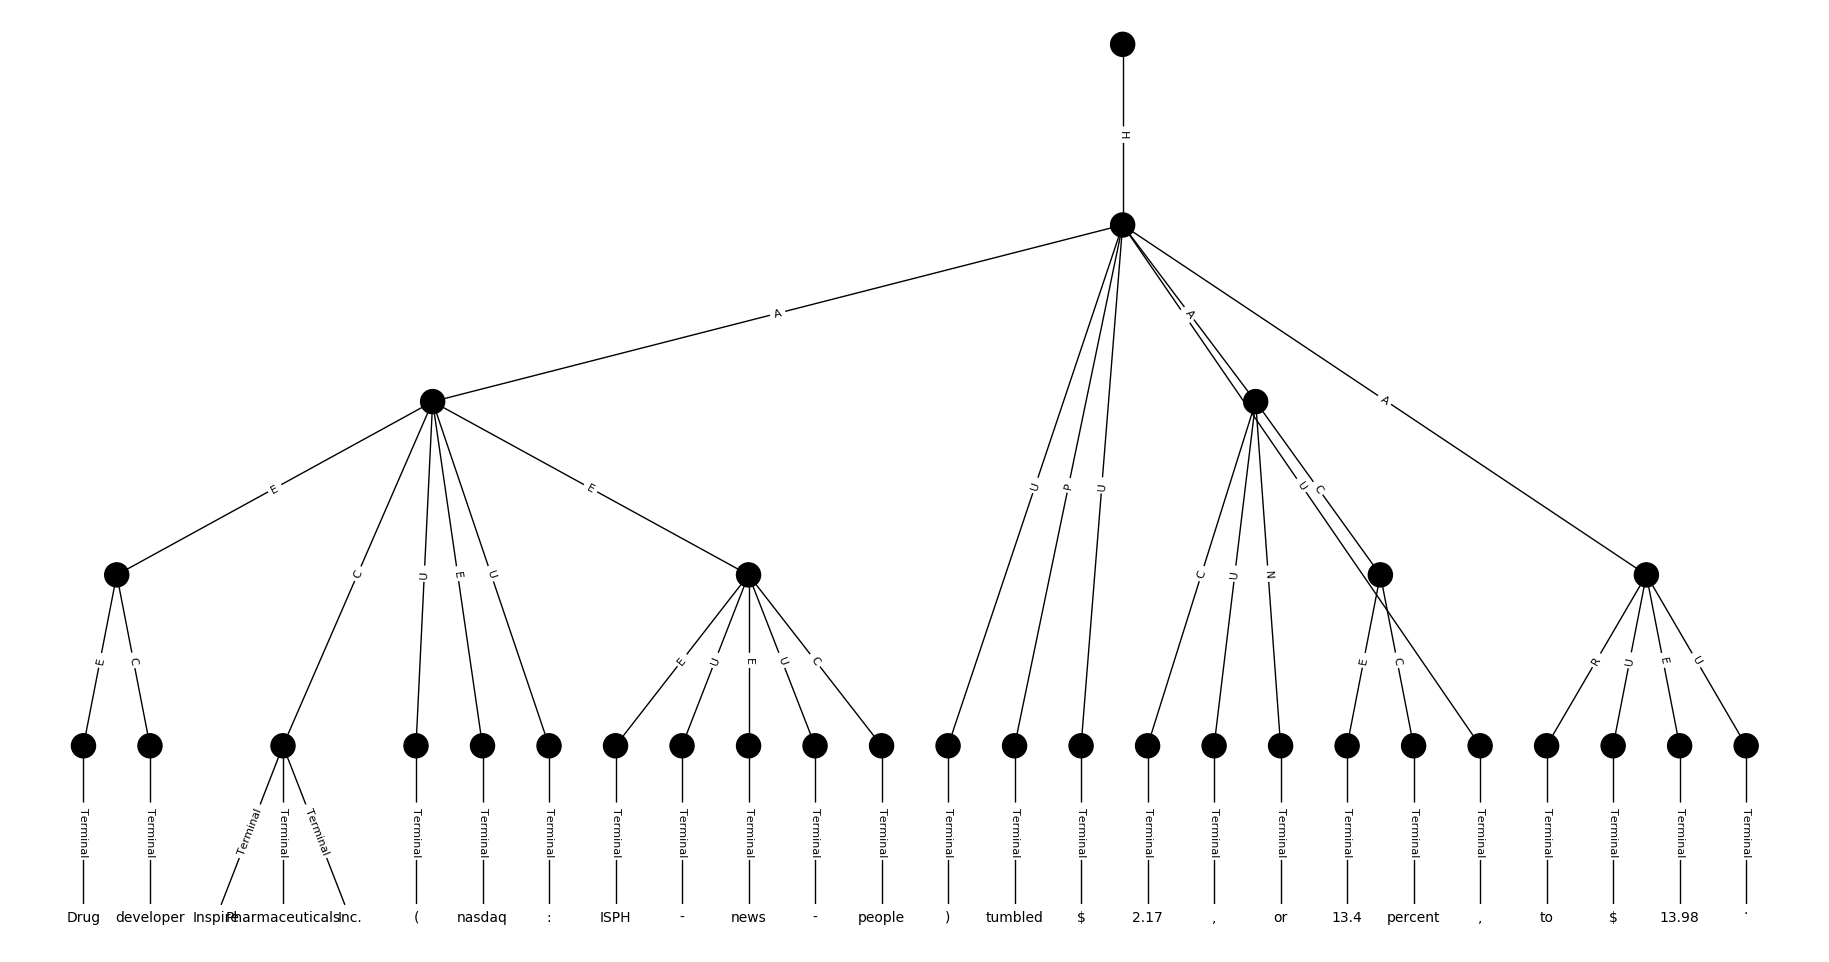 H
A
A
A
E
E
U
P
U
U
C
C
U
E
U
C
U
N
E
C
E
U
E
U
C
E
C
R
U
E
U
Terminal Terminal Terminal Terminal Terminal Terminal Terminal Terminal Terminal Terminal Terminal Terminal Terminal Terminal Terminal Terminal Terminal Terminal Terminal Terminal Terminal Terminal Terminal Terminal Terminal Terminal
Drug developer Inspire Pharmaceuticals Inc. ( nasdaq : ISPH - news - people ) tumbled $ 2.17 , or 13.4 percent , to $ 13.98 .